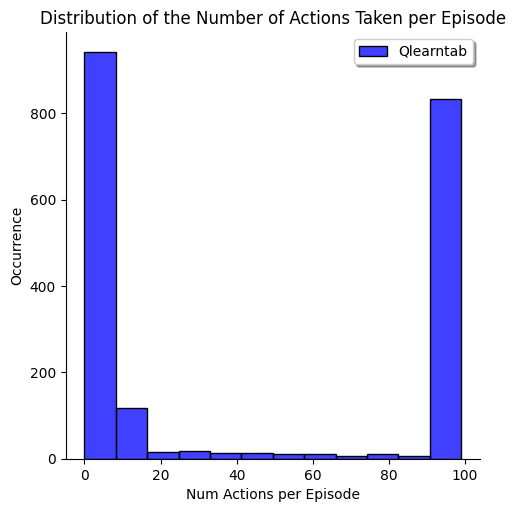 Distribution of the Number of Actions Taken per Episode
Qlearntab
800
600
400
200
0
Occurrence
0 20 40 60 80 100
Num Actions per Episode